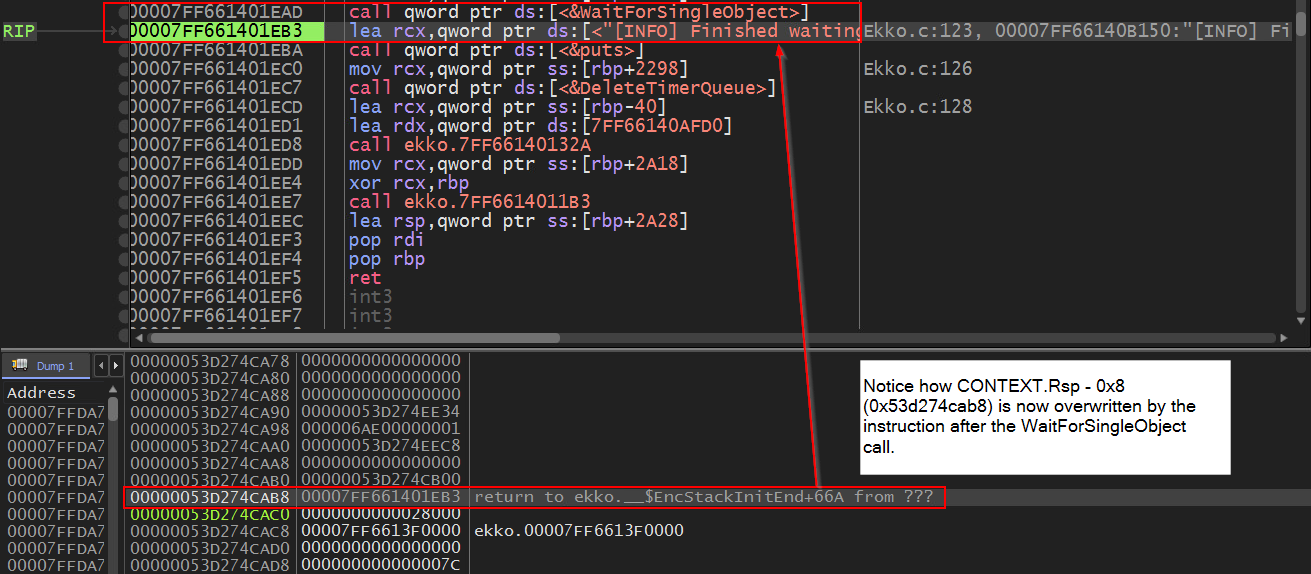 00007FF661401EAD call qword ptr ds:[<&WaitForSingleObject>]
RIP 00007FF661401EB3 lea rcx,qword ptr ds:[<"[INFO] Finished waiting Ekko.c:123, 00007FF66140B150:"[INFO] Fi
00007FF661401EBA call qword ptr ds:[<&puts>]
00007FF661401EC0 mov rcx,qword ptr ss:[rbp+2298] Ekko.c:126
00007FF661401EC7 call qword ptr ds:[<&DeleteTimerQueue>]
00007FF661401ECD lea rcx,qword ptr ss:[rbp-40] Ekko.c:128
00007FF661401ED1 lea rdx,qword ptr ds:[7FF66140AFD0]
00007FF661401ED8 call ekko.7FF66140132A
00007FF661401EDD mov rcx,qword ptr ss:[rbp+2A18]
00007FF661401EE4 xor rcx,rbp
00007FF661401EE7 call ekko.7FF6614011B3
00007FF661401EEC lea rsp,qword ptr ss:[rbp+2A28]
00007FF661401EF3 pop rdi
00007FF661401EF4 pop rbp
00007FF661401EF5 ret
00007FF661401EF6 int3
00007FF661401EF7 int3
Dump 1
Address
00007FFDA7
00007FFDA7
00007FFDA7
00007FFDA7
00007FFDA7
00007FFDA7
00007FFDA7
00007FFDA7
00007FFDA7
00007FFDA7
00000053D274CA78 0000000000000000
00000053D274CA80 0000000000000000
00000053D274CA88 0000000000000000
00000053D274CA90 00000053D274EE34
00000053D274CA98 000006AE00000001
00000053D274CAA0 00000053D274EEC8
00000053D274CAA8 0000000000000000
00000053D274CAB0 00000053D274CB00
00000053D274CAB8 00007FF661401EB3 return to ekko.__$EncStackInitEnd+66A from ???
00000053D274CAC0 0000000000028000
00000053D274CAC8 00007FF6613F0000 ekko.00007FF6613F0000
00000053D274CAD0 0000000000000000
00000053D274CAD8 000000000000007C
Notice how CONTEXT.Rsp - 0x8
(0x53d274cab8) is now overwritten by the
instruction after the WaitForSingleObject
call.